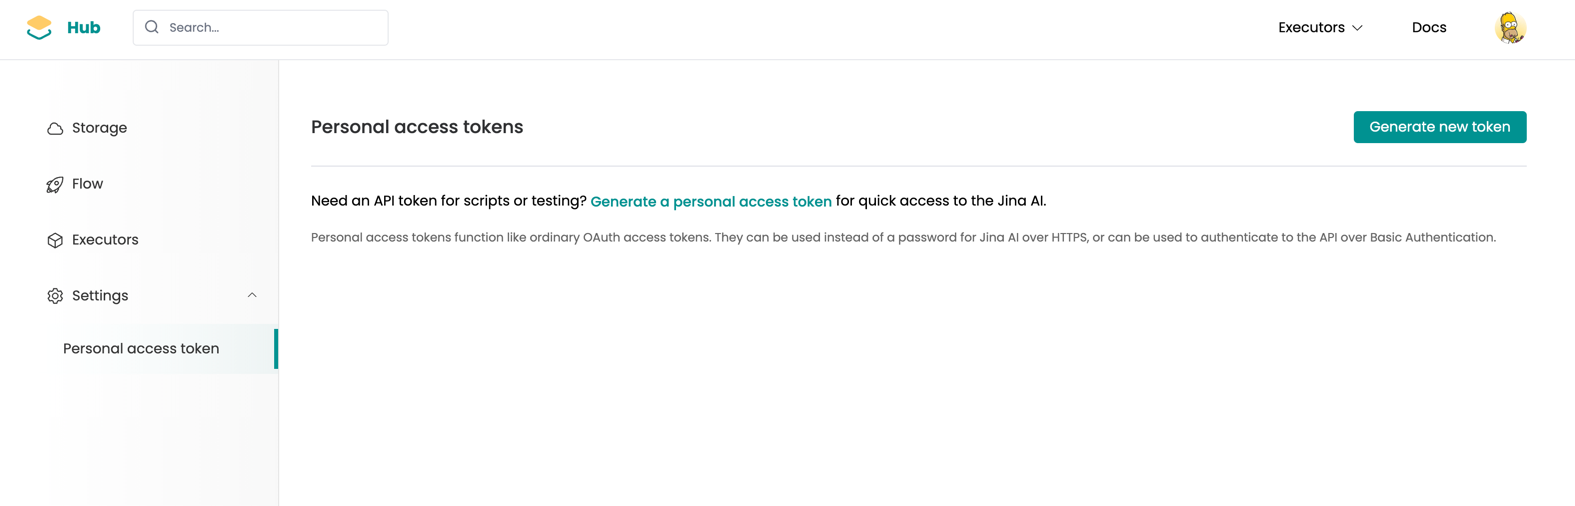 Hub
Search...
Executors
Docs
Storage
Flow
Executors
Settings
Personal access token
Personal access tokens
Generate new token
Need an API token for scripts or testing? Generate a personal access token for quick access to the Jina AI.
Personal access tokens function like ordinary OAuth access tokens. They can be used instead of a password for Jina AI over HTTPS, or can be used to authenticate to the API over Basic Authentication.